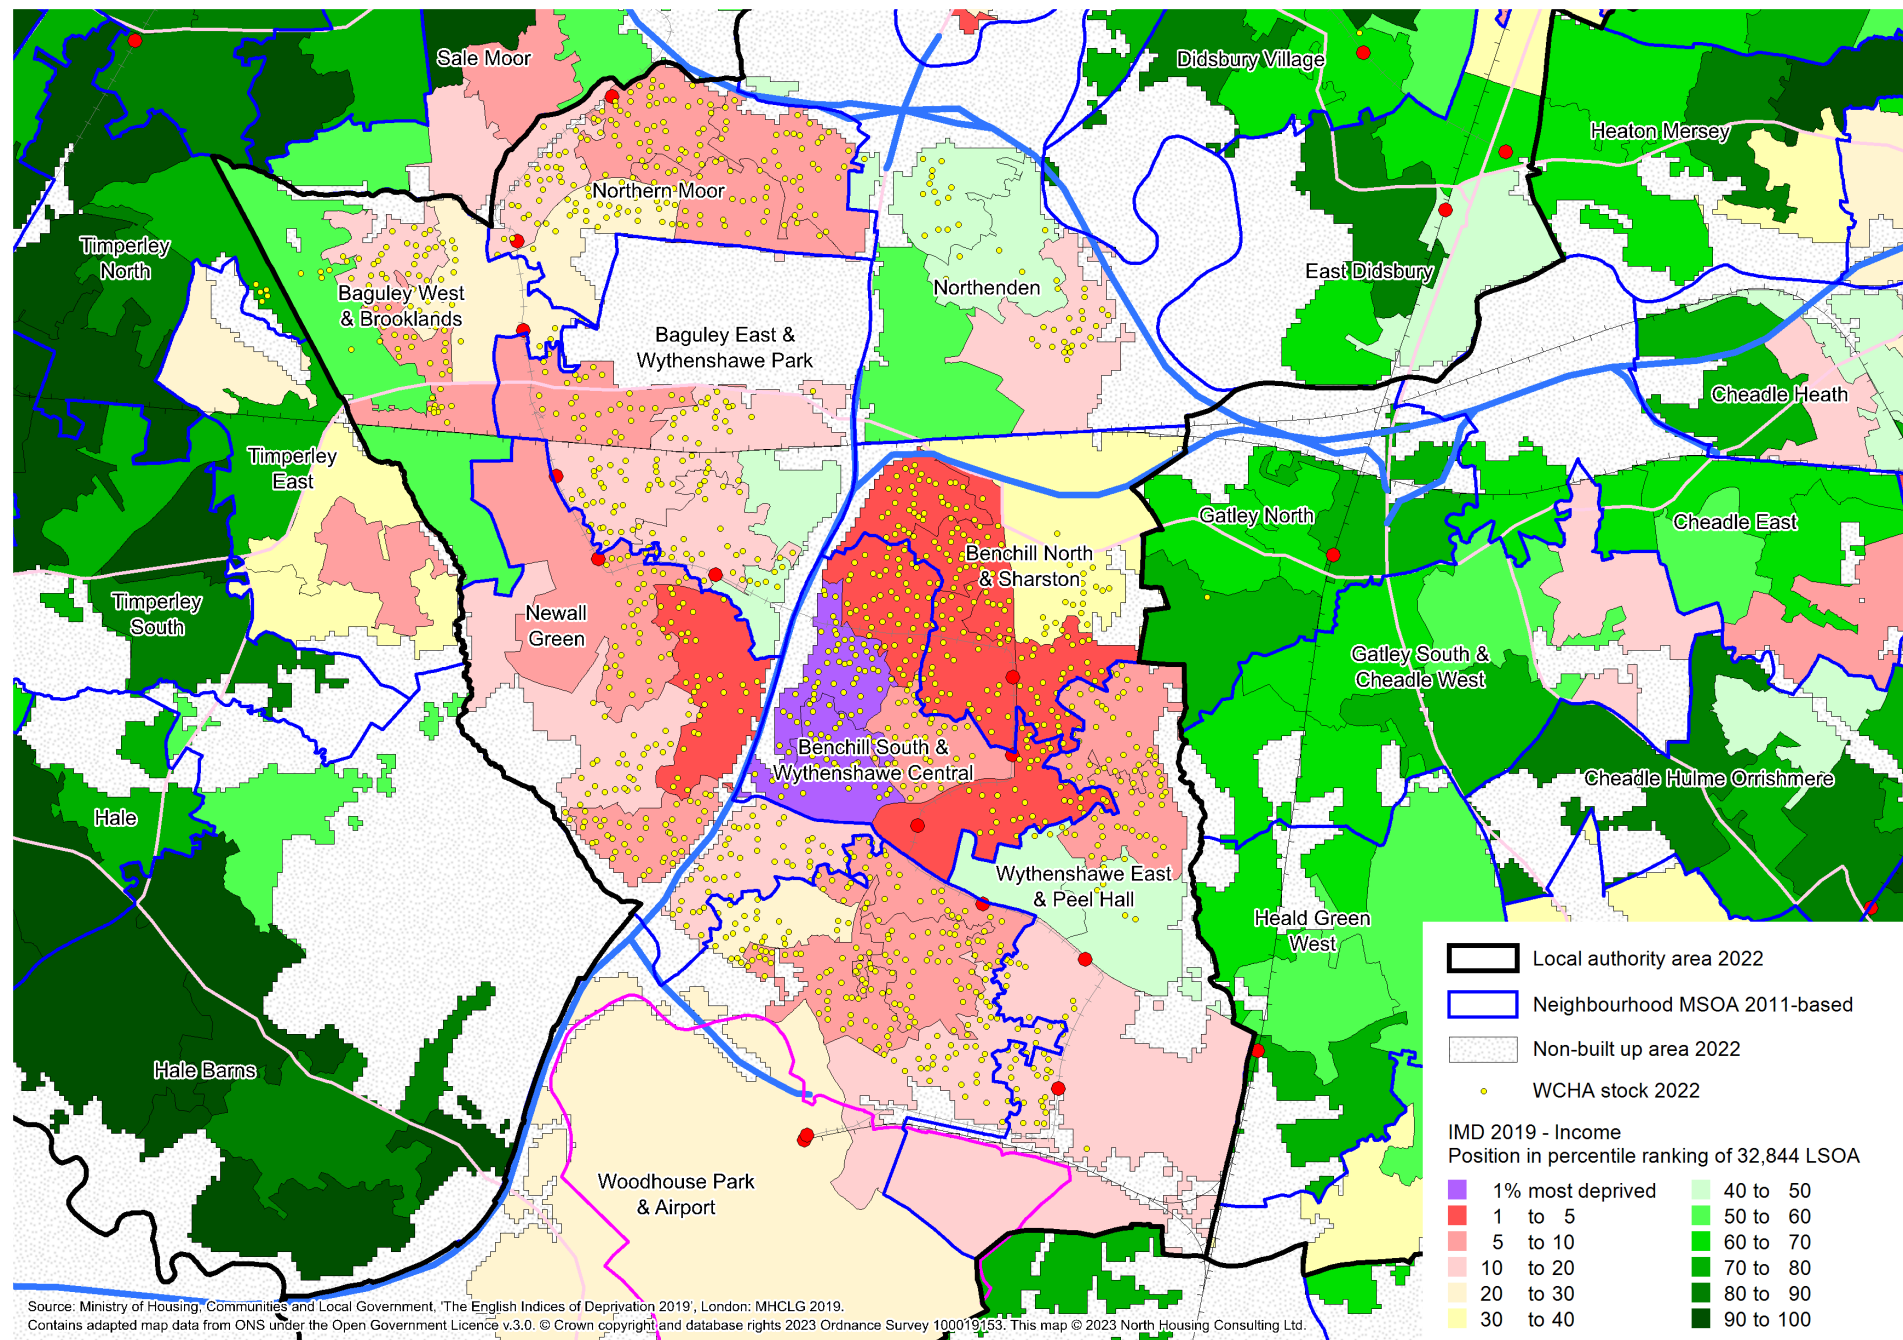 Sale Moor
Didsbury Village
Heaton Mersey
Northern Moor
Timperley
North
East Didsbury
Baguley West
& Brooklands
Northenden
Baguley East &
Wythenshawe Park
Cheadle Heath
Timperley
East
Gatley North
Cheadle East
Benchill North
& Sharston
Timperley
South
Newall
Green
Gatley South &
Cheadle West
Benchill South &
Wythenshawe Central
Cheadle Hulme Orrishmere
Hale
Wythenshawe East
& Peel Hall
Heald Green
West
Hale Barns
Woodhouse Park
& Airport
Local authority area 2022
Neighbourhood MSOA 2011-based
Non-built up area 2022
WCHA stock 2022
IMD 2019 - Income
Position in percentile ranking of 32,844 LSOA
1% most deprived
1 to 5
5 to 10
10 to 20
20 to 30
30 to 40
40 to 50
50 to 60
60 to 70
70 to 80
80 to 90
90 to 100
Source: Ministry of Housing, Communities and Local Government, 'The English Indices of Deprivation 2019', London: MHCLG 2019.
Contains adapted map data from ONS under the Open Government Licence v.3.0. © Crown copyright and database rights 2023 Ordnance Survey 100019153. This map © 2023 North Housing Consulting Ltd.